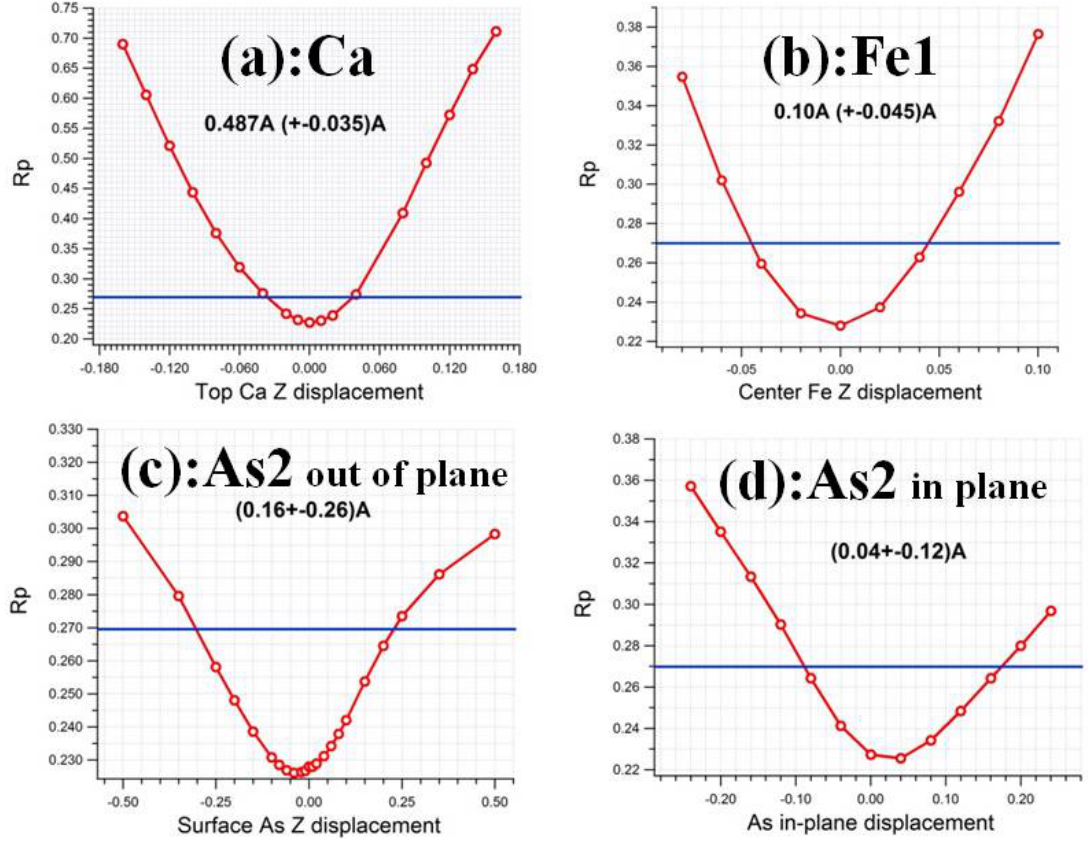 (a):Ca
0.487A (+-0.035)A
Rp
0.75
0.70
0.65
0.60
0.55
0.50
0.45
0.40
0.35
0.30
0.25
0.20
-0.180 -0.120 -0.060 0.000 0.060 0.120 0.180
Top Ca Z displacement
(b):Fe1
0.10A (+-0.045)A
Rp
0.38
0.36
0.34
0.32
0.30
0.28
0.26
0.24
0.22
-0.05 0.00 0.05 0.10
Center Fe Z displacement
(c):As2 out of plane
(0.16+-0.26)A
Rp
0.330
0.320
0.310
0.300
0.290
0.280
0.270
0.260
0.250
0.240
0.230
-0.50 -0.25 0.00 0.25 0.50
Surface As Z displacement
(d):As2 in plane
(0.04+-0.12)A
Rp
0.38
0.36
0.34
0.32
0.30
0.28
0.26
0.24
0.22
-0.20 -0.10 0.00 0.10 0.20
As in-plane displacement